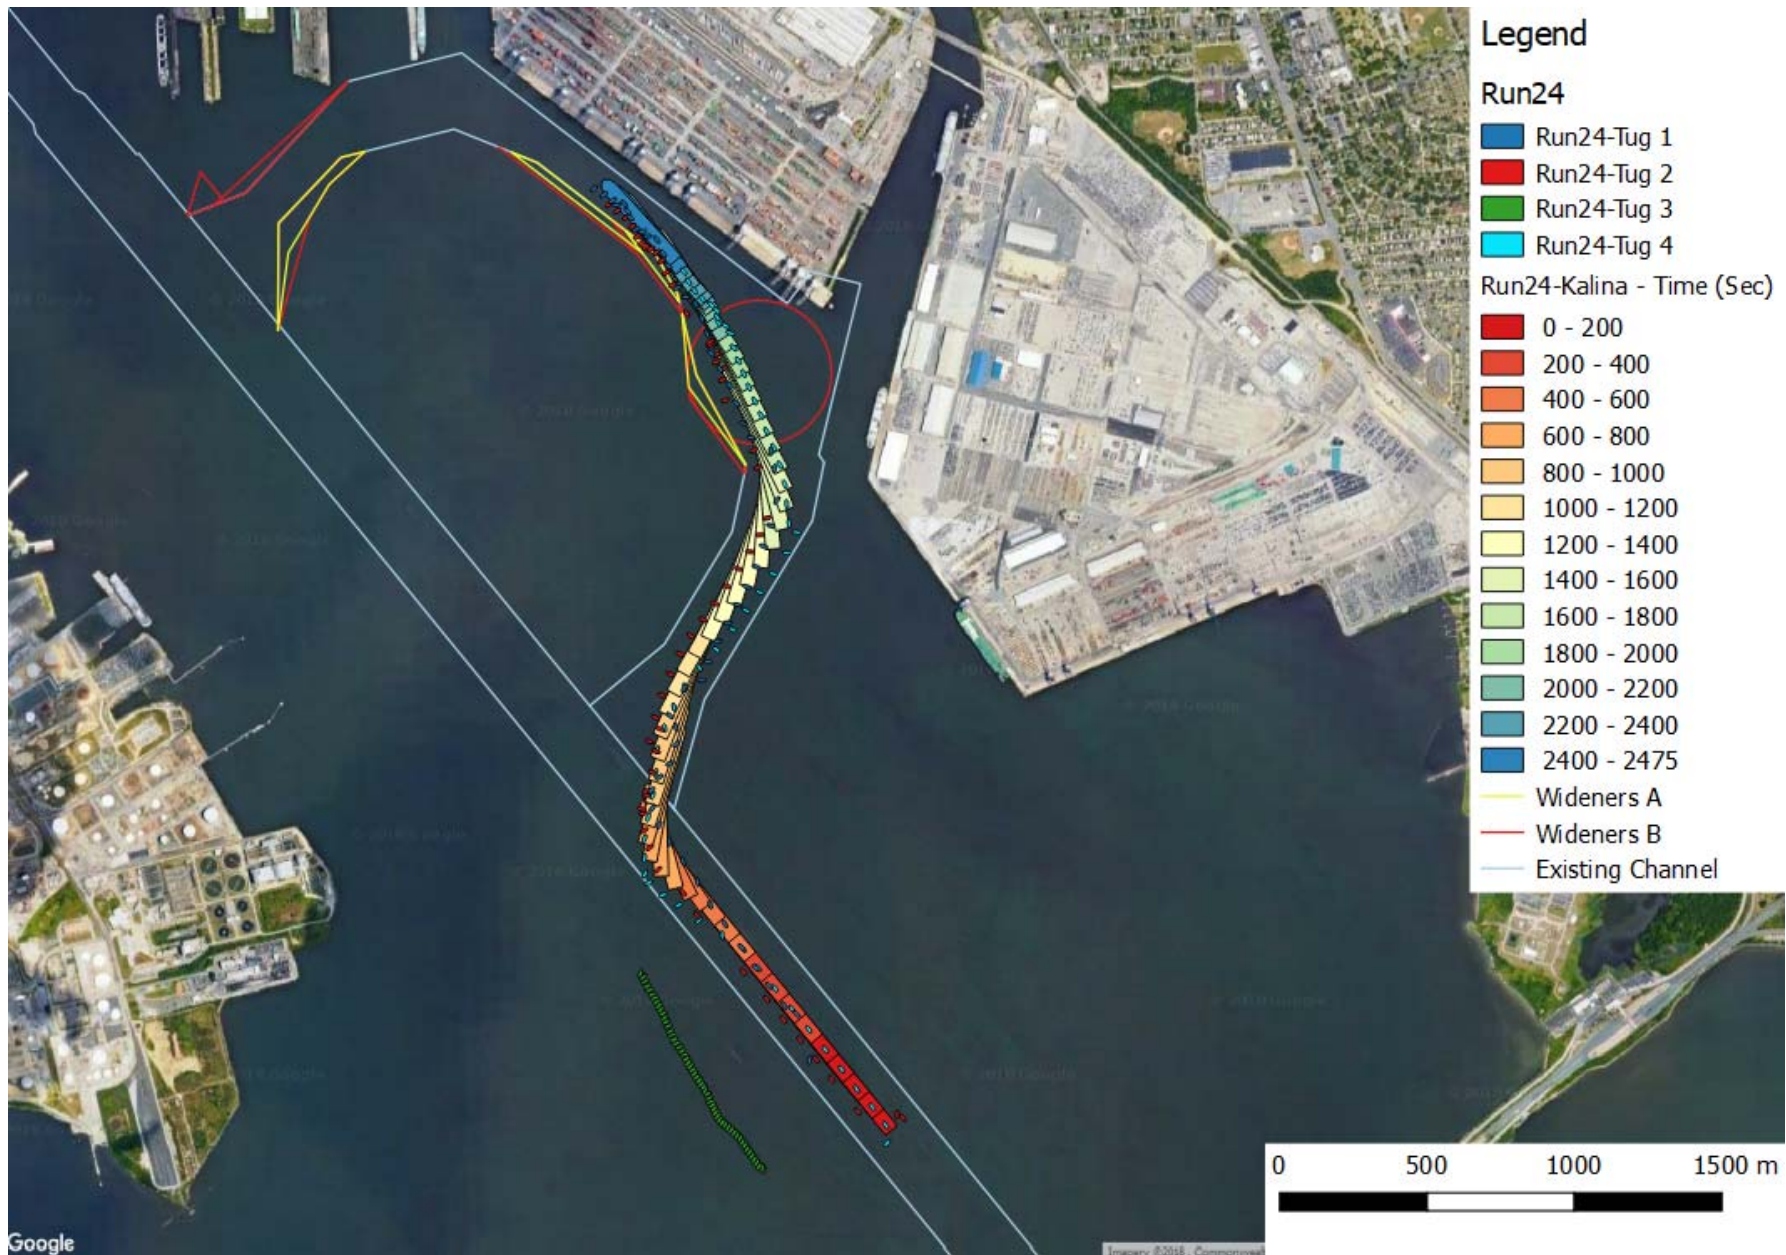 Legend
Run24
Run24-Tug 1
Run24-Tug 2
Run24-Tug 3
Run24-Tug 4
Run24-Kalina - Time (Sec)
0 - 200
200 - 400
400 - 600
600 - 800
800 - 1000
1000 - 1200
1200 - 1400
1400 - 1600
1600 - 1800
1800 - 2000
2000 - 2200
2200 - 2400
2400 - 2475
Wideners A
Wideners B
Existing Channel
0 500 1000 1500 m
Google